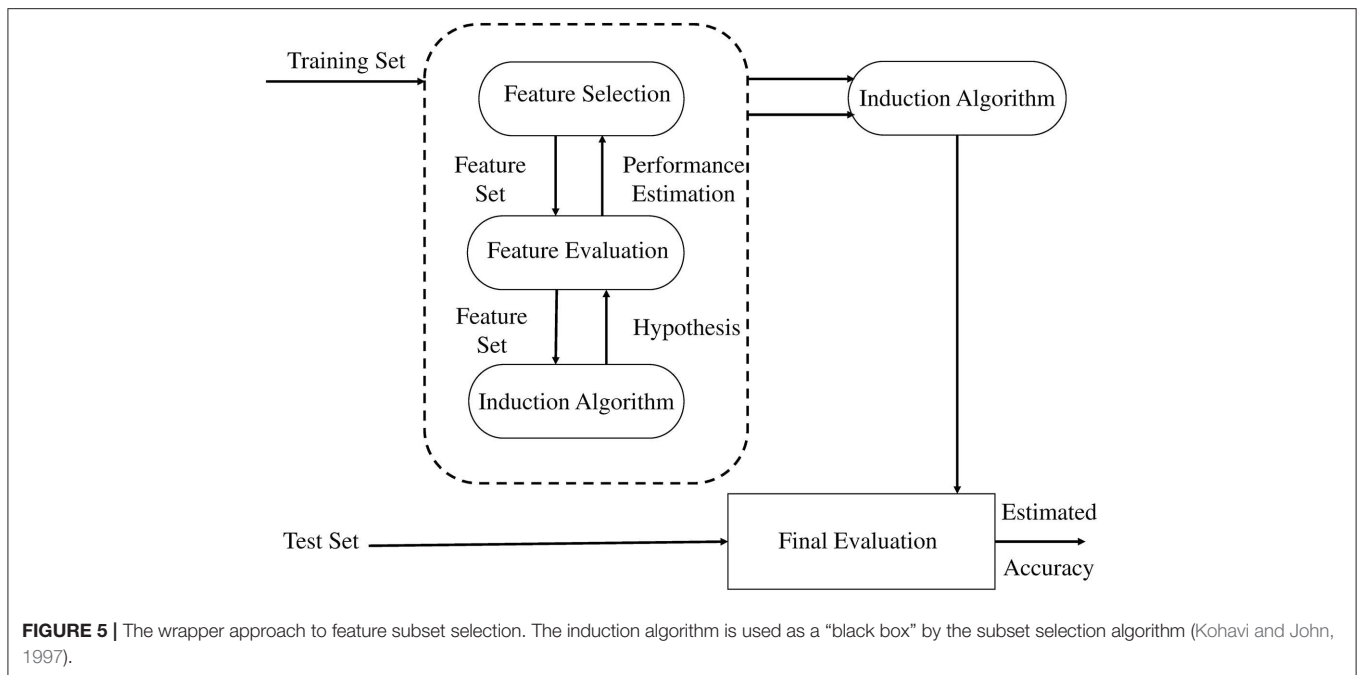 Training Set
Feature Selection
Induction Algorithm
Feature
Set
Performance
Estimation
Feature Evaluation
Feature
Set
Hypothesis
Induction Algorithm
Test Set
Final Evaluation
Estimated
Accuracy
FIGURE 5 | The wrapper approach to feature subset selection. The induction algorithm is used as a “black box” by the subset selection algorithm (Kohavi and John,
1997).